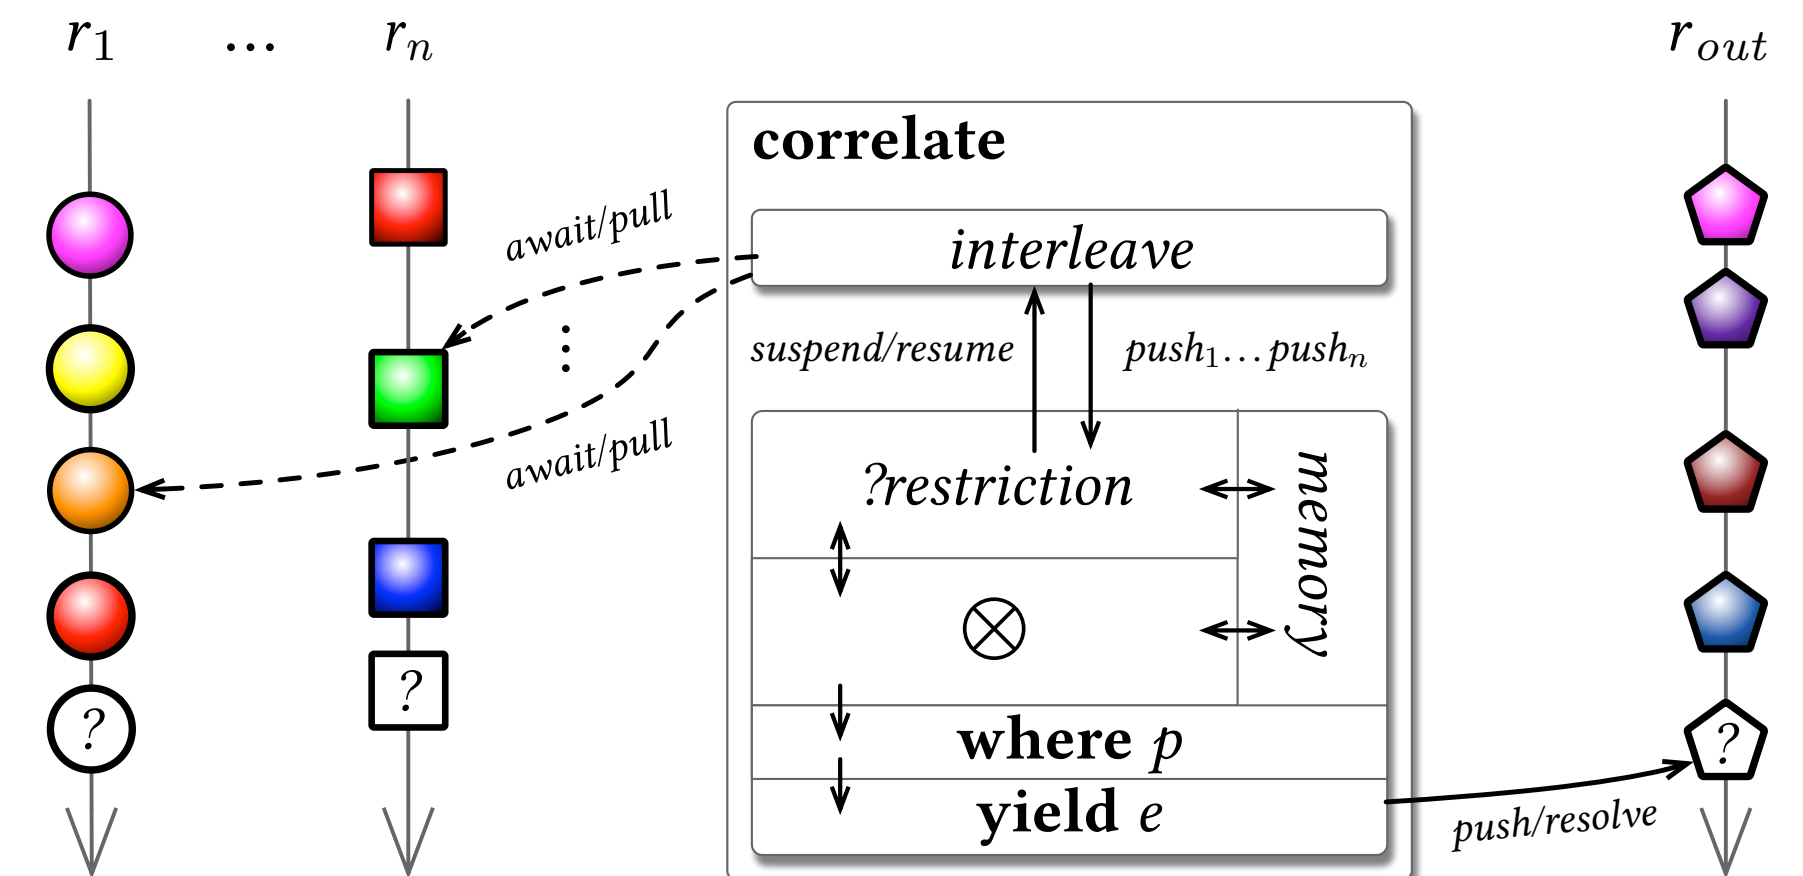 r1 ... rn rout
correlate
await/pull
interleave
suspend/resume
push1...pushn
await/pull
?restriction
memory
?
?
where p
?
yield e
push/resolve